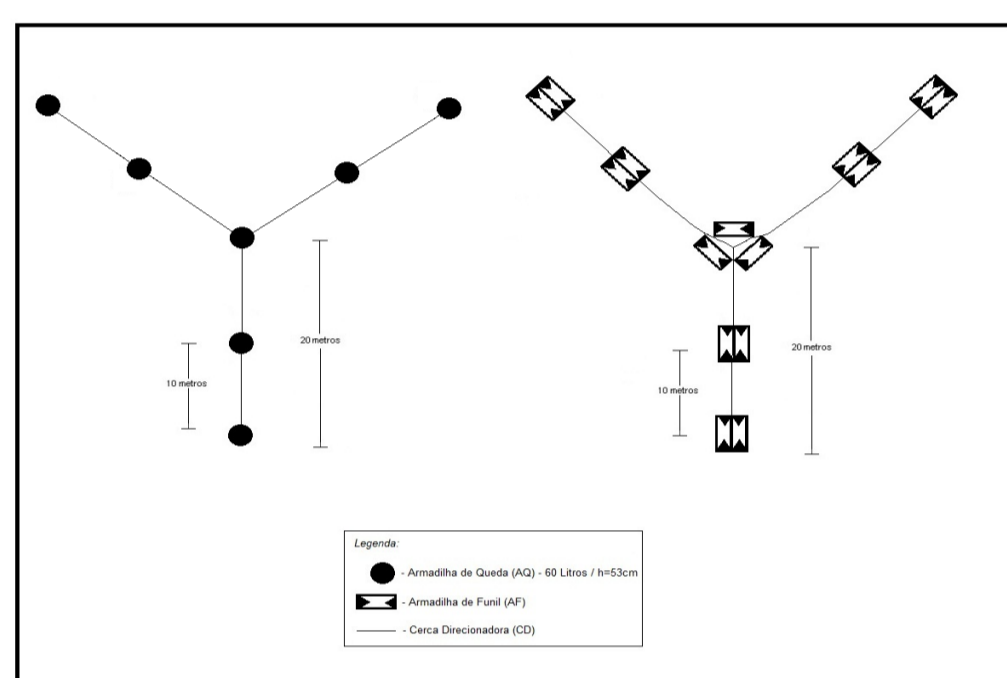 20 metros
10 metros
20 metros
10 metros
Legenda:
- Armadilha de Queda (AQ) - 60 Litros / h=53cm
- Armadilha de Funil (AF)
- Cerca Direcionadora (CD)